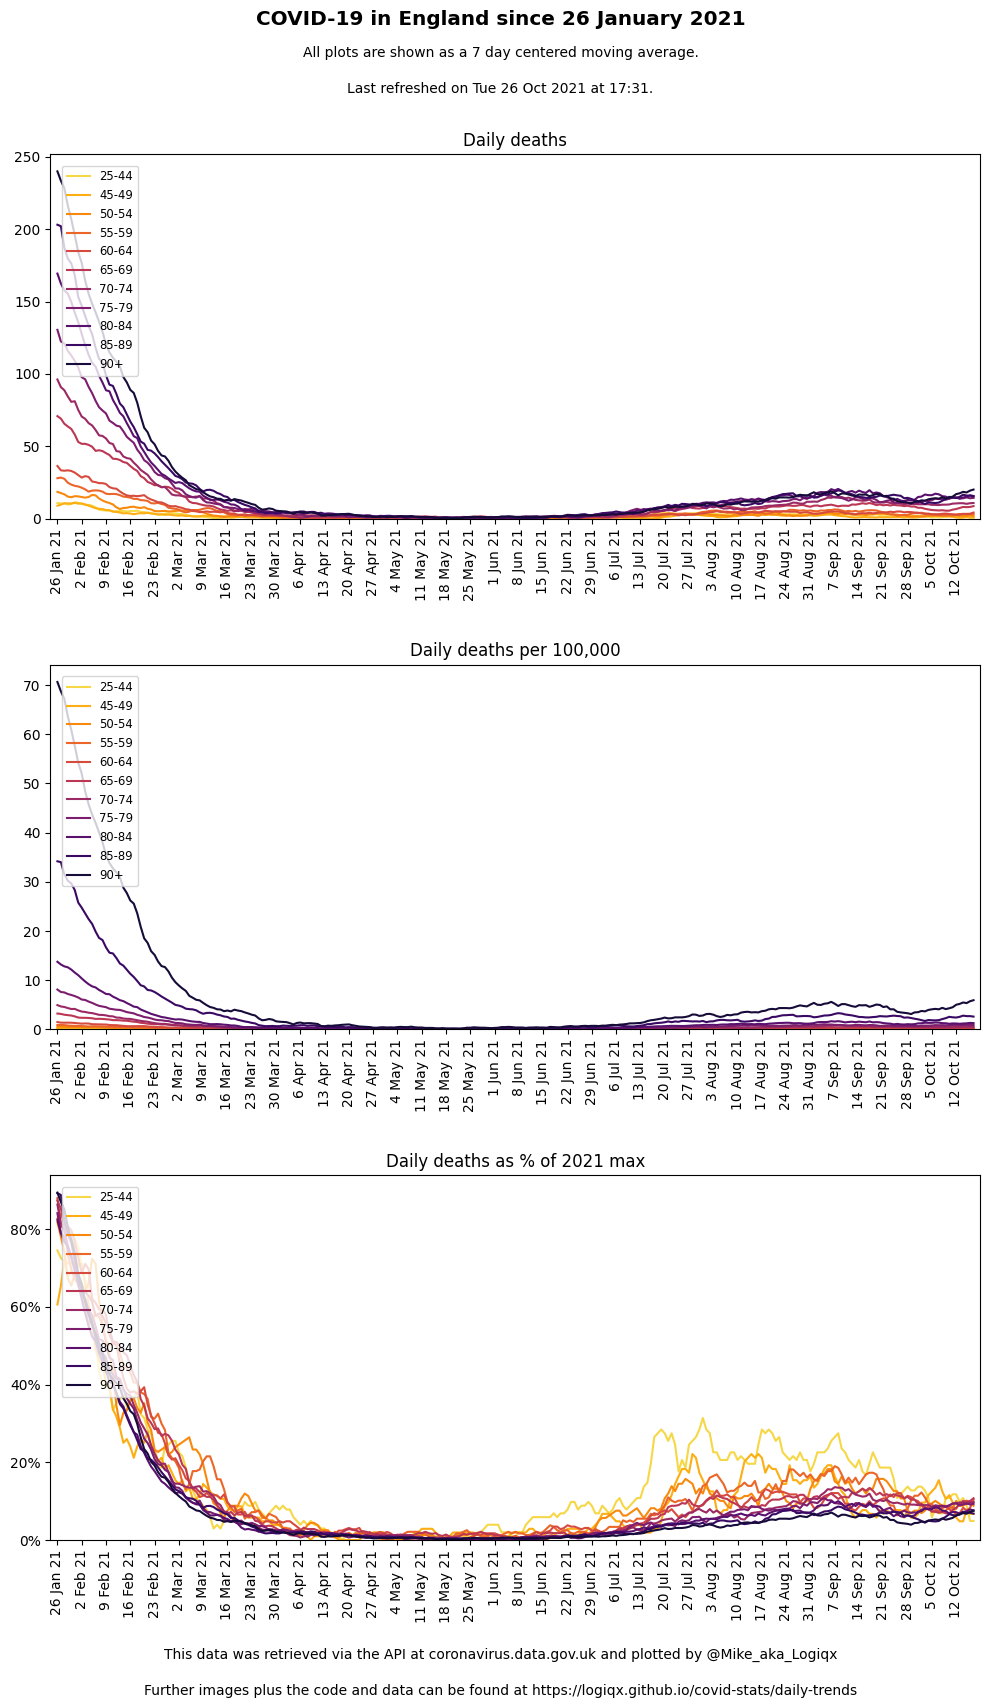 COVID-19 in England since 26 January 2021
All plots are shown as a 7 day centered moving average.
Last refreshed on Tue 26 Oct 2021 at 17:31.
Daily deaths
250
200
150
100
50
0
25-44
45-49
50-54
55-59
60-64
65-69
70-74
75-79
80-84
85-89
90+
26 Jan 21
2 Feb 21
9 Feb 21
16 Feb 21
23 Feb 21
2 Mar 21
9 Mar 21
16 Mar 21
23 Mar 21
30 Mar 21
6 Apr 21
13 Apr 21
20 Apr 21
27 Apr 21
4 May 21
11 May 21
18 May 21
25 May 21
1 Jun 21
8 Jun 21
15 Jun 21
22 Jun 21
29 Jun 21
6 Jul 21
13 Jul 21
20 Jul 21
27 Jul 21
3 Aug 21
10 Aug 21
17 Aug 21
24 Aug 21
31 Aug 21
7 Sep 21
14 Sep 21
21 Sep 21
28 Sep 21
5 Oct 21
12 Oct 21
Daily deaths per 100,000
70
60
50
40
30
20
10
0
25-44
45-49
50-54
55-59
60-64
65-69
70-74
75-79
80-84
85-89
90+
26 Jan 21
2 Feb 21
9 Feb 21
16 Feb 21
23 Feb 21
2 Mar 21
9 Mar 21
16 Mar 21
23 Mar 21
30 Mar 21
6 Apr 21
13 Apr 21
20 Apr 21
27 Apr 21
4 May 21
11 May 21
18 May 21
25 May 21
1 Jun 21
8 Jun 21
15 Jun 21
22 Jun 21
29 Jun 21
6 Jul 21
13 Jul 21
20 Jul 21
27 Jul 21
3 Aug 21
10 Aug 21
17 Aug 21
24 Aug 21
31 Aug 21
7 Sep 21
14 Sep 21
21 Sep 21
28 Sep 21
5 Oct 21
12 Oct 21
Daily deaths as % of 2021 max
80%
60%
40%
20%
0%
25-44
45-49
50-54
55-59
60-64
65-69
70-74
75-79
80-84
85-89
90+
26 Jan 21
2 Feb 21
9 Feb 21
16 Feb 21
23 Feb 21
2 Mar 21
9 Mar 21
16 Mar 21
23 Mar 21
30 Mar 21
6 Apr 21
13 Apr 21
20 Apr 21
27 Apr 21
4 May 21
11 May 21
18 May 21
25 May 21
1 Jun 21
8 Jun 21
15 Jun 21
22 Jun 21
29 Jun 21
6 Jul 21
13 Jul 21
20 Jul 21
27 Jul 21
3 Aug 21
10 Aug 21
17 Aug 21
24 Aug 21
31 Aug 21
7 Sep 21
14 Sep 21
21 Sep 21
28 Sep 21
5 Oct 21
12 Oct 21
This data was retrieved via the API at coronavirus.data.gov.uk and plotted by @Mike_aka_Logiqx
Further images plus the code and data can be found at https://logiqx.github.io/covid-stats/daily-trends